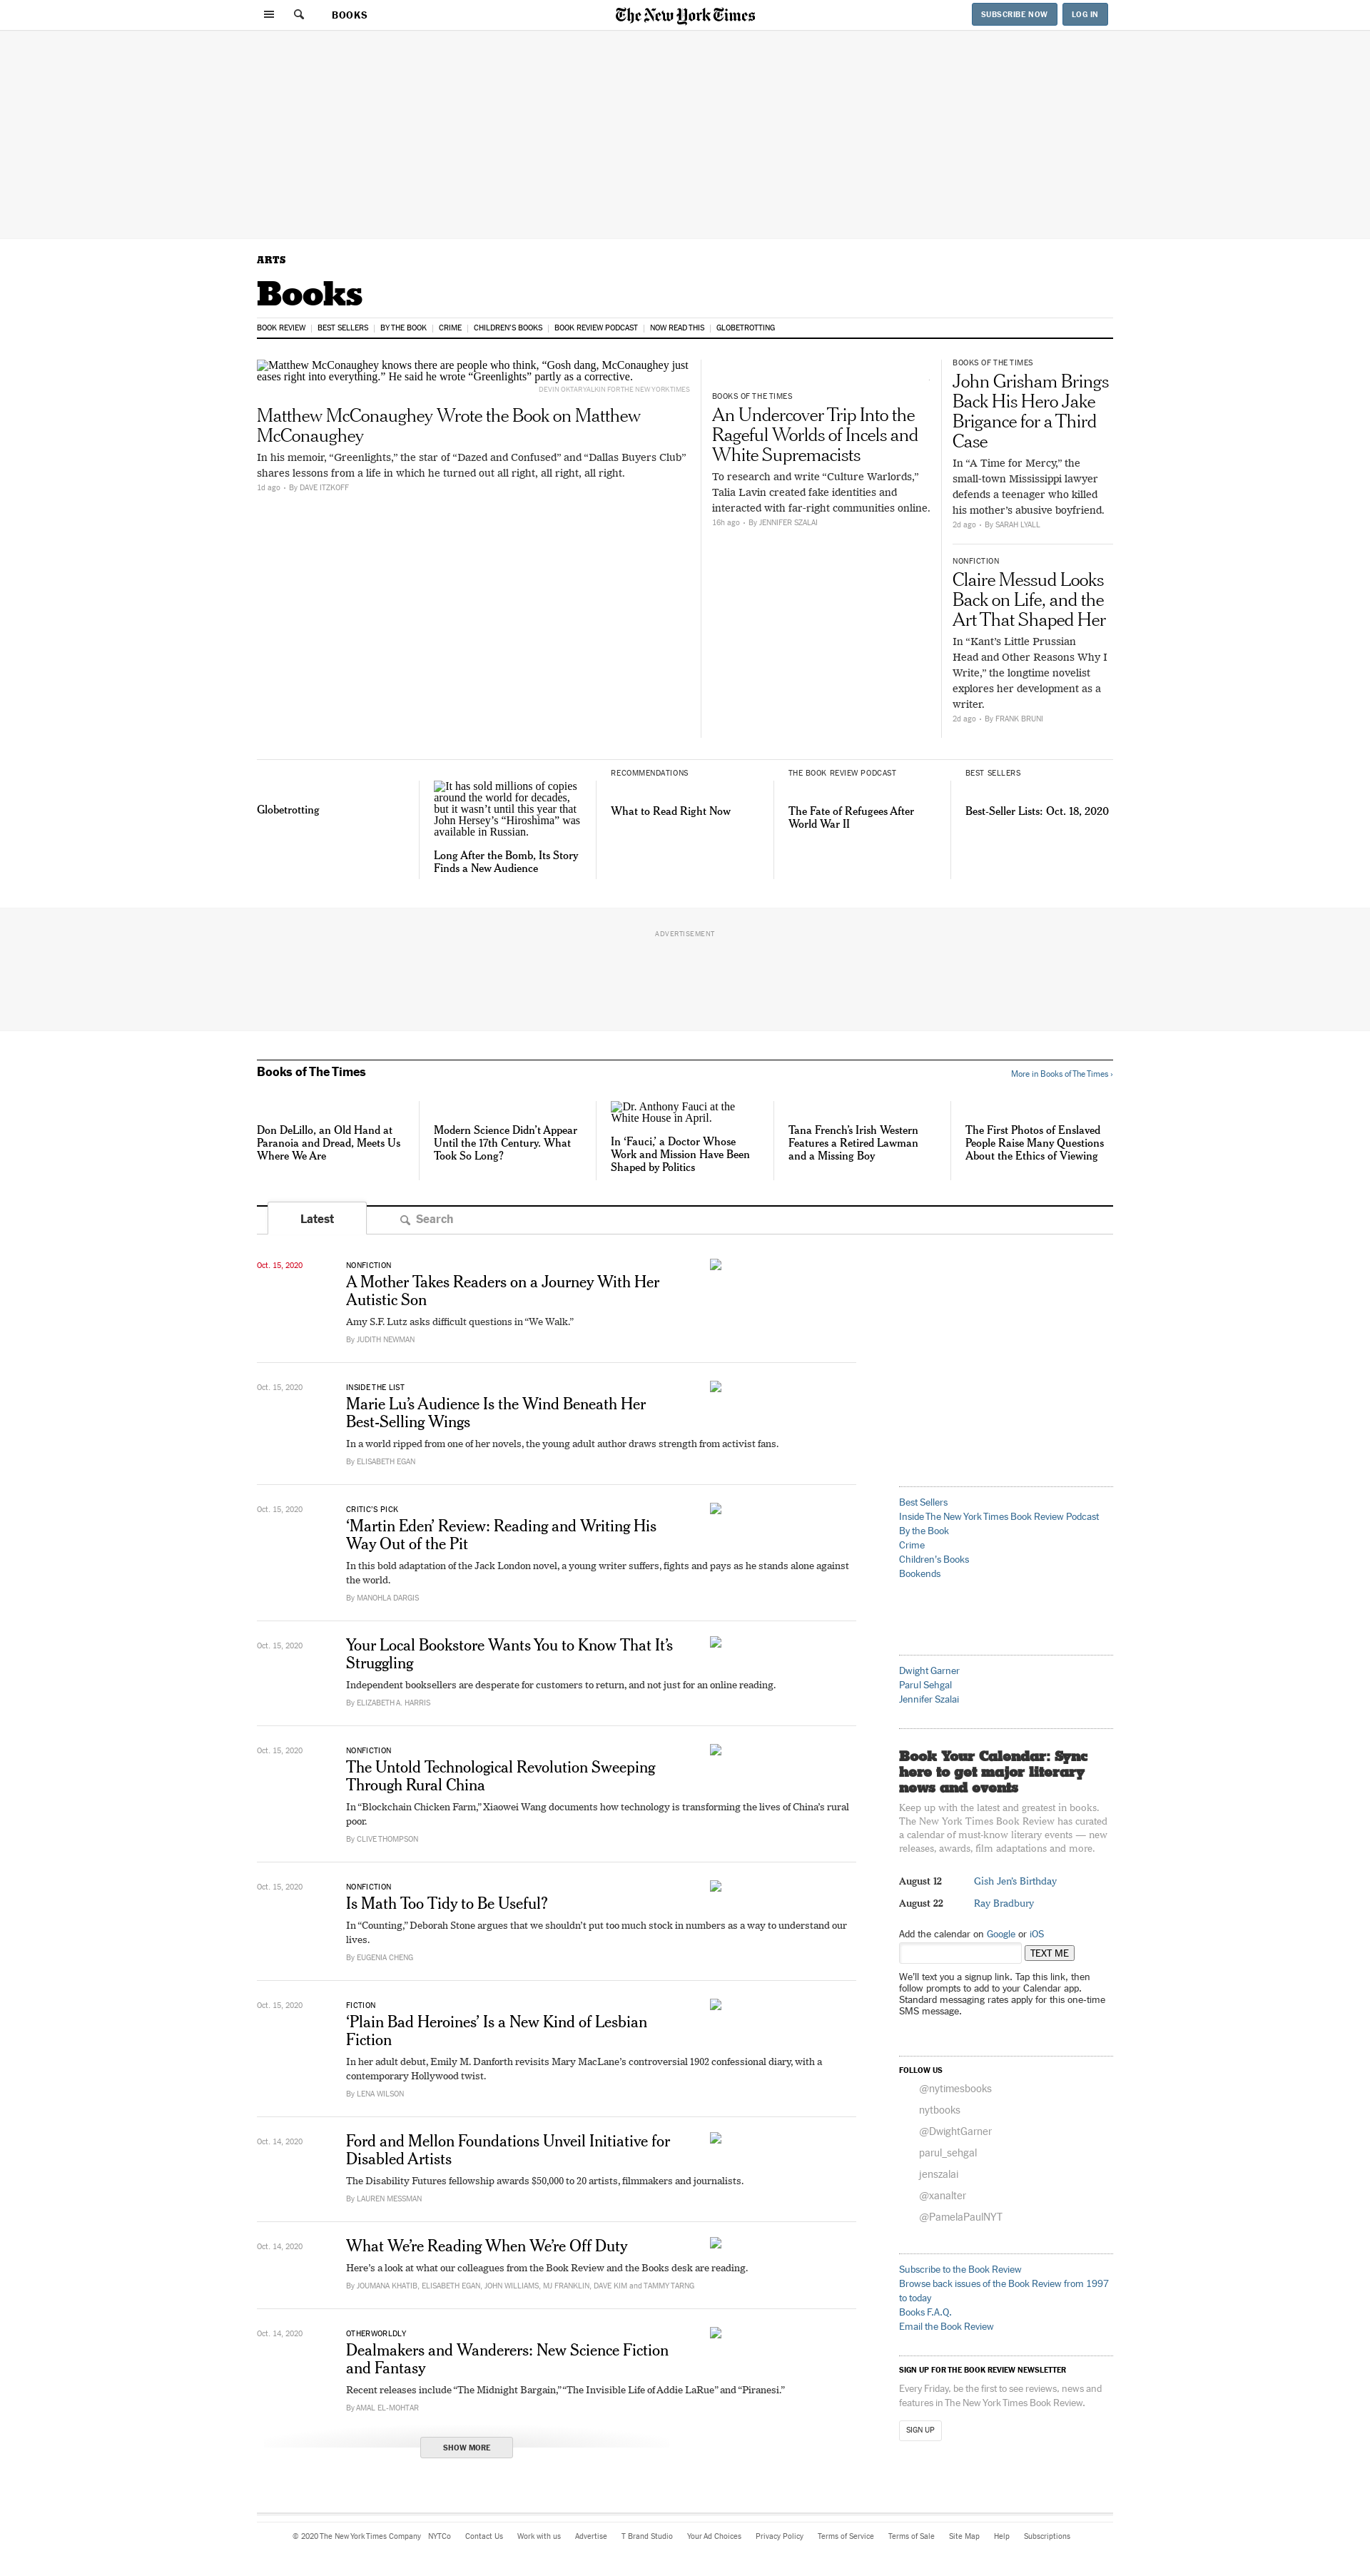 BOOKS
The New York Times
SUBSCRIBE NOW
LOG IN
ARTS
Books
BOOK REVIEW
BEST SELLERS
BY THE BOOK
CRIME
CHILDREN'S BOOKS
BOOK REVIEW PODCAST
NOW READ THIS
GLOBETROTTING
Matthew McConaughey knows there are people who think, “Gosh dang, McConaughey just
eases right into everything.” He said he wrote “Greenlights” partly as a corrective.
DEVIN OKTAR YALKIN FOR THE NEW YORK TIMES
Matthew McConaughey Wrote the Book on Matthew
McConaughey
In his memoir, “Greenlights,” the star of “Dazed and Confused” and “Dallas Buyers Club”
shares lessons from a life in which he turned out all right, all right, all right.
1d ago - By DAVE ITZKOFF
BOOKS OF THE TIMES
An Undercover Trip Into the
Rageful Worlds of Incels and
White Supremacists
To research and write “Culture Warlords,”
Talia Lavin created fake identities and
interacted with far-right communities online.
16h ago - By JENNIFER SZALAI
BOOKS OF THE TIMES
John Grisham Brings
Back His Hero Jake
Brigance for a Third
Case
In “A Time for Mercy,” the
small-town Mississippi lawyer
defends a teenager who killed
his mother’s abusive boyfriend.
2d ago - By SARAH LYALL
NONFICTION
Claire Messud Looks
Back on Life, and the
Art That Shaped Her
In “Kant’s Little Prussian
Head and Other Reasons Why I
Write,” the longtime novelist
explores her development as a
writer.
2d ago - By FRANK BRUNI
Globetrotting
It has sold millions of copies
around the world for decades,
but it wasn’t until this year that
John Hersey’s “Hiroshima” was
available in Russian.
Long After the Bomb, Its Story
Finds a New Audience
RECOMMENDATIONS
What to Read Right Now
THE BOOK REVIEW PODCAST
The Fate of Refugees After
World War II
BEST SELLERS
Best-Seller Lists: Oct. 18, 2020
ADVERTISEMENT
Books of The Times
More in Books of The Times ›
Don DeLillo, an Old Hand at
Paranoia and Dread, Meets Us
Where We Are
Modern Science Didn’t Appear
Until the 17th Century. What
Took So Long?
Dr. Anthony Fauci at the
White House in April.
In ‘Fauci,’ a Doctor Whose
Work and Mission Have Been
Shaped by Politics
Tana French’s Irish Western
Features a Retired Lawman
and a Missing Boy
The First Photos of Enslaved
People Raise Many Questions
About the Ethics of Viewing
Latest
Search
Oct. 15, 2020
NONFICTION
A Mother Takes Readers on a Journey With Her
Autistic Son
Amy S.F. Lutz asks difficult questions in “We Walk.”
By JUDITH NEWMAN
Oct. 15, 2020
INSIDE THE LIST
Marie Lu’s Audience Is the Wind Beneath Her
Best-Selling Wings
In a world ripped from one of her novels, the young adult author draws strength from activist fans.
By ELISABETH EGAN
Oct. 15, 2020
CRITIC’S PICK
‘Martin Eden’ Review: Reading and Writing His
Way Out of the Pit
In this bold adaptation of the Jack London novel, a young writer suffers, fights and pays as he stands alone against
the world.
By MANOHLA DARGIS
Oct. 15, 2020
Your Local Bookstore Wants You to Know That It’s
Struggling
Independent booksellers are desperate for customers to return, and not just for an online reading.
By ELIZABETH A. HARRIS
Oct. 15, 2020
NONFICTION
The Untold Technological Revolution Sweeping
Through Rural China
In “Blockchain Chicken Farm,” Xiaowei Wang documents how technology is transforming the lives of China’s rural
poor.
By CLIVE THOMPSON
Oct. 15, 2020
NONFICTION
Is Math Too Tidy to Be Useful?
In “Counting,” Deborah Stone argues that we shouldn’t put too much stock in numbers as a way to understand our
lives.
By EUGENIA CHENG
Oct. 15, 2020
FICTION
‘Plain Bad Heroines’ Is a New Kind of Lesbian
Fiction
In her adult debut, Emily M. Danforth revisits Mary MacLane’s controversial 1902 confessional diary, with a
contemporary Hollywood twist.
By LENA WILSON
Oct. 14, 2020
Ford and Mellon Foundations Unveil Initiative for
Disabled Artists
The Disability Futures fellowship awards $50,000 to 20 artists, filmmakers and journalists.
By LAUREN MESSMAN
Oct. 14, 2020
What We’re Reading When We’re Off Duty
Here’s a look at what our colleagues from the Book Review and the Books desk are reading.
By JOUMANA KHATIB, ELISABETH EGAN, JOHN WILLIAMS, MJ FRANKLIN, DAVE KIM and TAMMY TARNG
Oct. 14, 2020
OTHERWORLDLY
Dealmakers and Wanderers: New Science Fiction
and Fantasy
Recent releases include “The Midnight Bargain,” “The Invisible Life of Addie LaRue” and “Piranesi.”
By AMAL EL-MOHTAR
SHOW MORE
Best Sellers
Inside The New York Times Book Review Podcast
By the Book
Crime
Children’s Books
Bookends
Dwight Garner
Parul Sehgal
Jennifer Szalai
Book Your Calendar: Sync
here to get major literary
news and events
Keep up with the latest and greatest in books.
The New York Times Book Review has curated
a calendar of must-know literary events — new
releases, awards, film adaptations and more.
August 12 Gish Jen's Birthday
August 22 Ray Bradbury
Add the calendar on Google or iOS
TEXT ME
We’ll text you a signup link. Tap this link, then
follow prompts to add to your Calendar app.
Standard messaging rates apply for this one-time
SMS message.
FOLLOW US
@nytimesbooks
nytbooks
@DwightGarner
parul_sehgal
jenszalai
@xanalter
@PamelaPaulNYT
Subscribe to the Book Review
Browse back issues of the Book Review from 1997
to today
Books F.A.Q.
Email the Book Review
SIGN UP FOR THE BOOK REVIEW NEWSLETTER
Every Friday, be the first to see reviews, news and
features in The New York Times Book Review.
SIGN UP
© 2020 The New York Times Company NYTCo Contact Us Work with us Advertise T Brand Studio Your Ad Choices Privacy Policy Terms of Service Terms of Sale Site Map Help Subscriptions